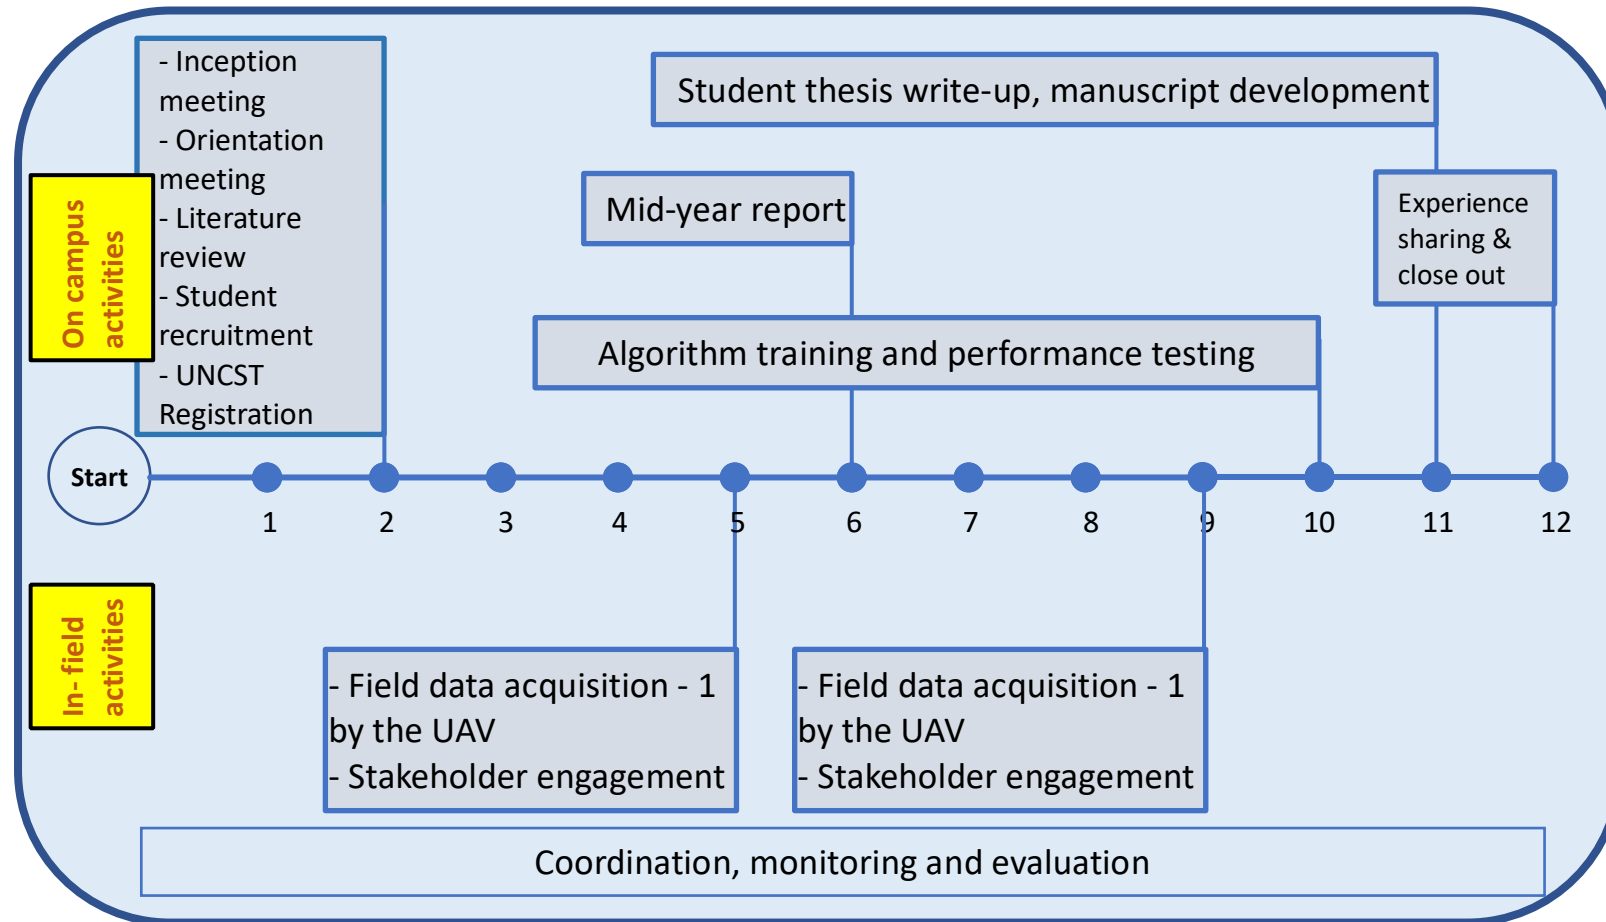 - Inception
meeting
- Orientation
meeting
- Literature
review
- Student
recruitment
- UNCST
Registration
Student thesis write-up, manuscript development
Mid-year report
Experience
sharing &
close out
Algorithm training and performance testing
On campus
activities
Start
1 2 3 4 5 6 7 8 9 10 11 12
In- field
activities
- Field data acquisition - 1
by the UAV
- Stakeholder engagement
- Field data acquisition - 1
by the UAV
- Stakeholder engagement
Coordination, monitoring and evaluation